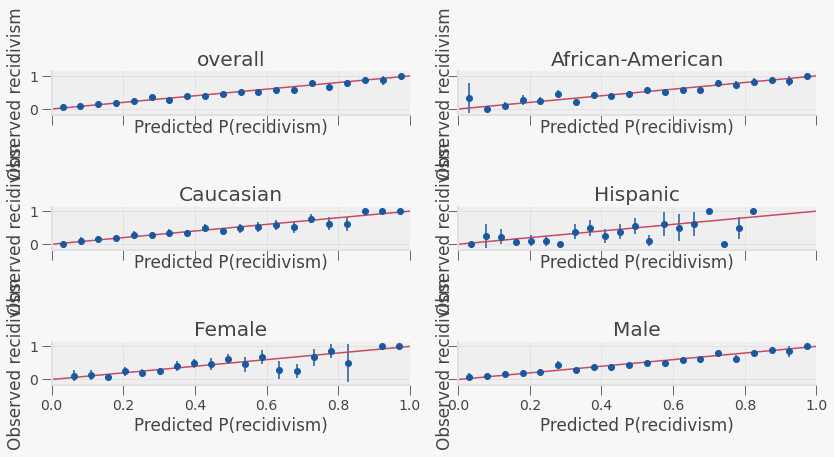 overall
Observed recidivism
1
0
Predicted P(recidivism)
African-American
Observed recidivism
1
0
Predicted P(recidivism)
Caucasian
Observed recidivism
1
0
Predicted P(recidivism)
Hispanic
Observed recidivism
1
0
Predicted P(recidivism)
Female
Observed recidivism
1
0
0.0 0.2 0.4 0.6 0.8 1.0
Predicted P(recidivism)
Male
Observed recidivism
1
0
0.0 0.2 0.4 0.6 0.8 1.0
Predicted P(recidivism)